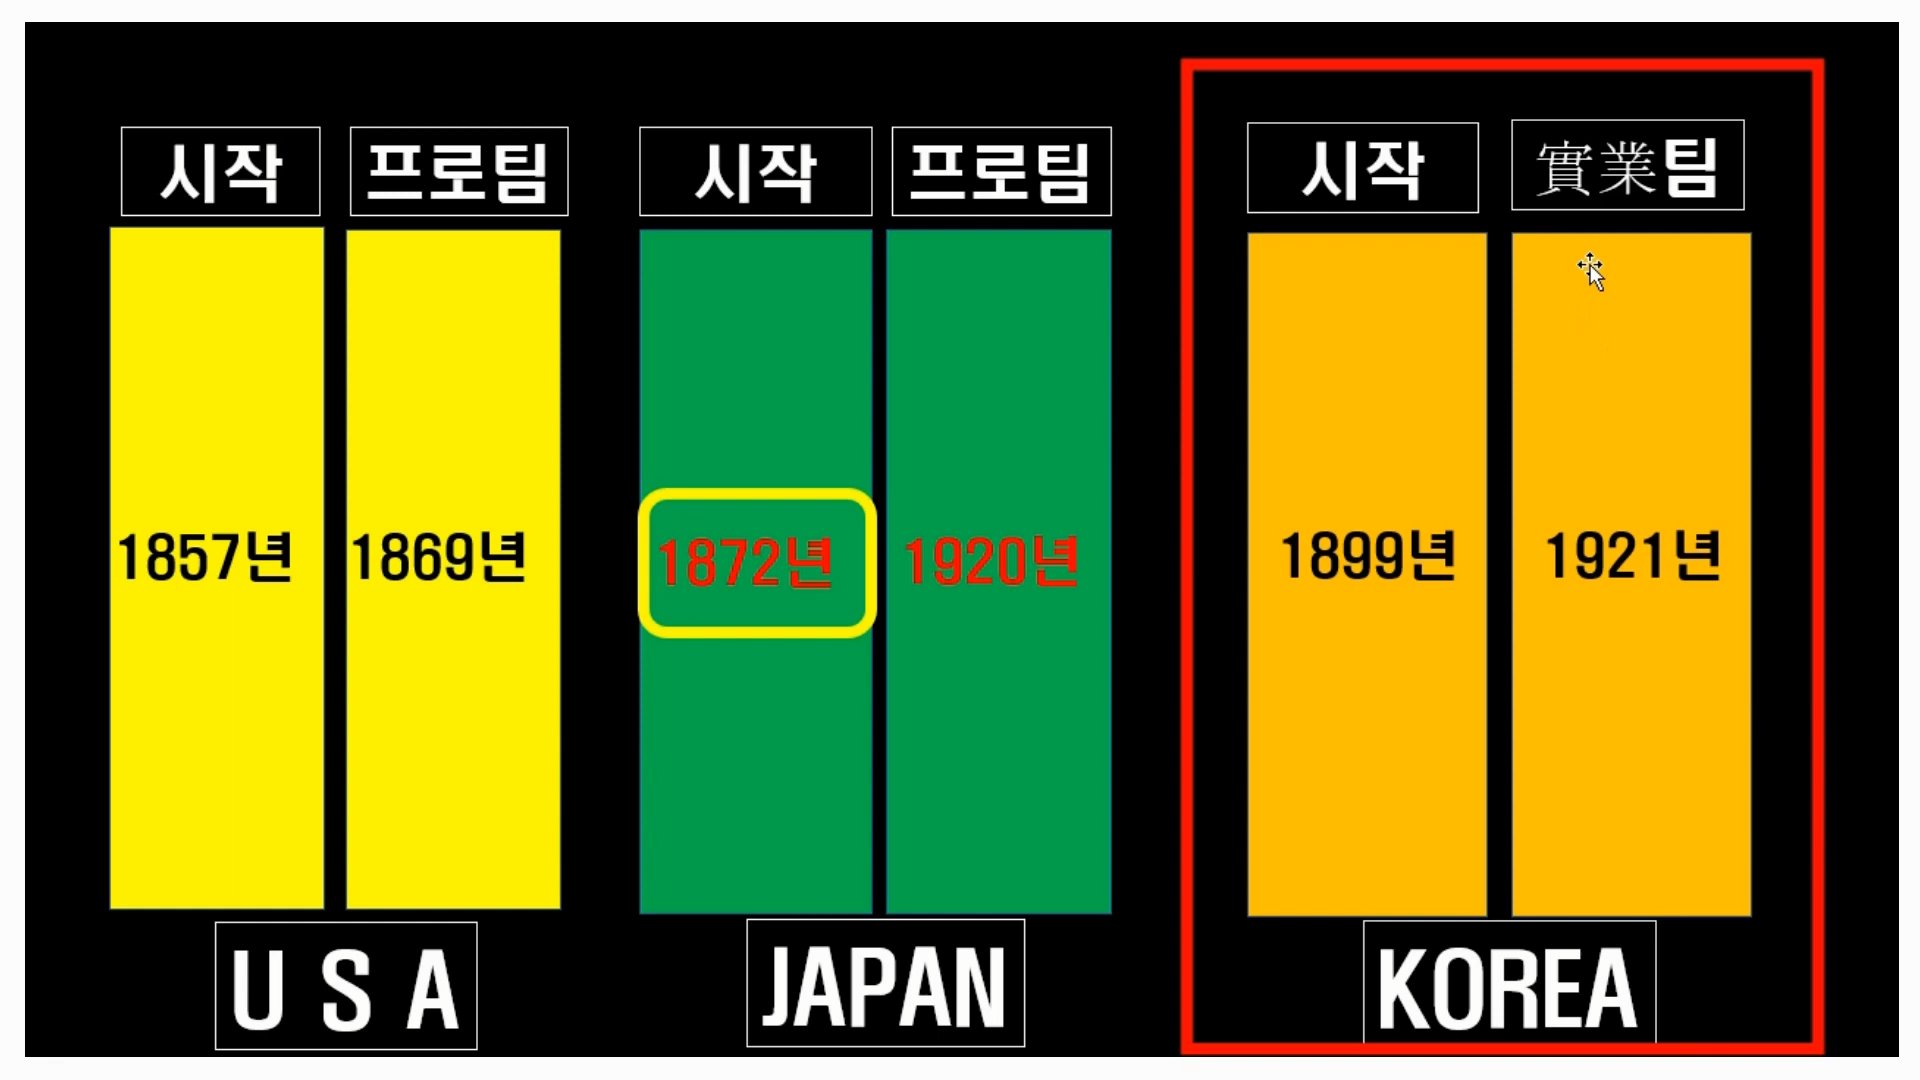 시작 프로팀 시작 프로팀 시작 實業팀
1857년 1869년 1872년 1920년 1899년 1921년
U S A JAPAN KOREA